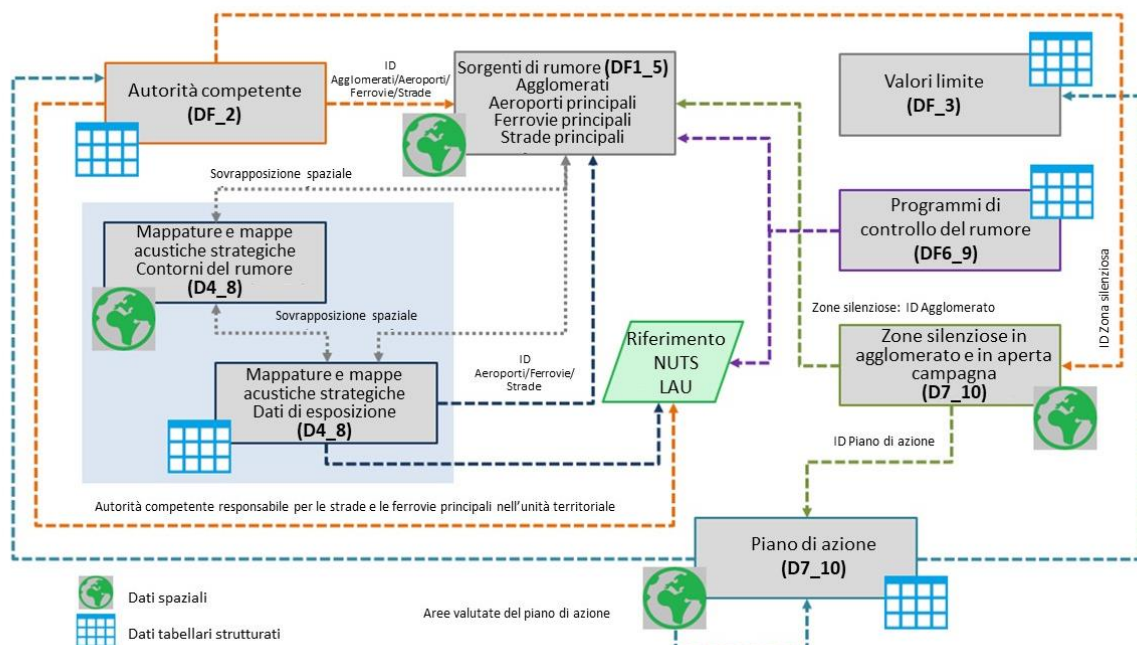 ID
Agglomerati/Aeroporti/
Ferrovie/Strade
Autorità competente
(DF_2)
Sorgenti di rumore (DF1_5)
Agglomerati
Aeroporti principali
Ferrovie principali
Strade principali
Valori limite
(DF_3)
Sovrapposizione spaziale
Mappature e mappe
acustiche strategiche
Contorni del rumore
(D4_8)
Programmi di
controllo del rumore
(DF6_9)
ID Zona silenziosa
Sovrapposizione spaziale
Zone silenziose: ID Agglomerato
Riferimento
NUTS
LAU
Zone silenziose in
agglomerato e in aperta
campagna
(D7_10)
ID
Aeroporti/Ferrovie/
Strade
Mappature e mappe
acustiche strategiche
Dati di esposizione
(D4_8)
ID Piano di azione
Autorità competente responsabile per le strade e le ferrovie principali nell'unità territoriale
Piano di azione
(D7_10)
Dati spaziali
Aree valutate del piano di azione
Dati tabellari strutturati